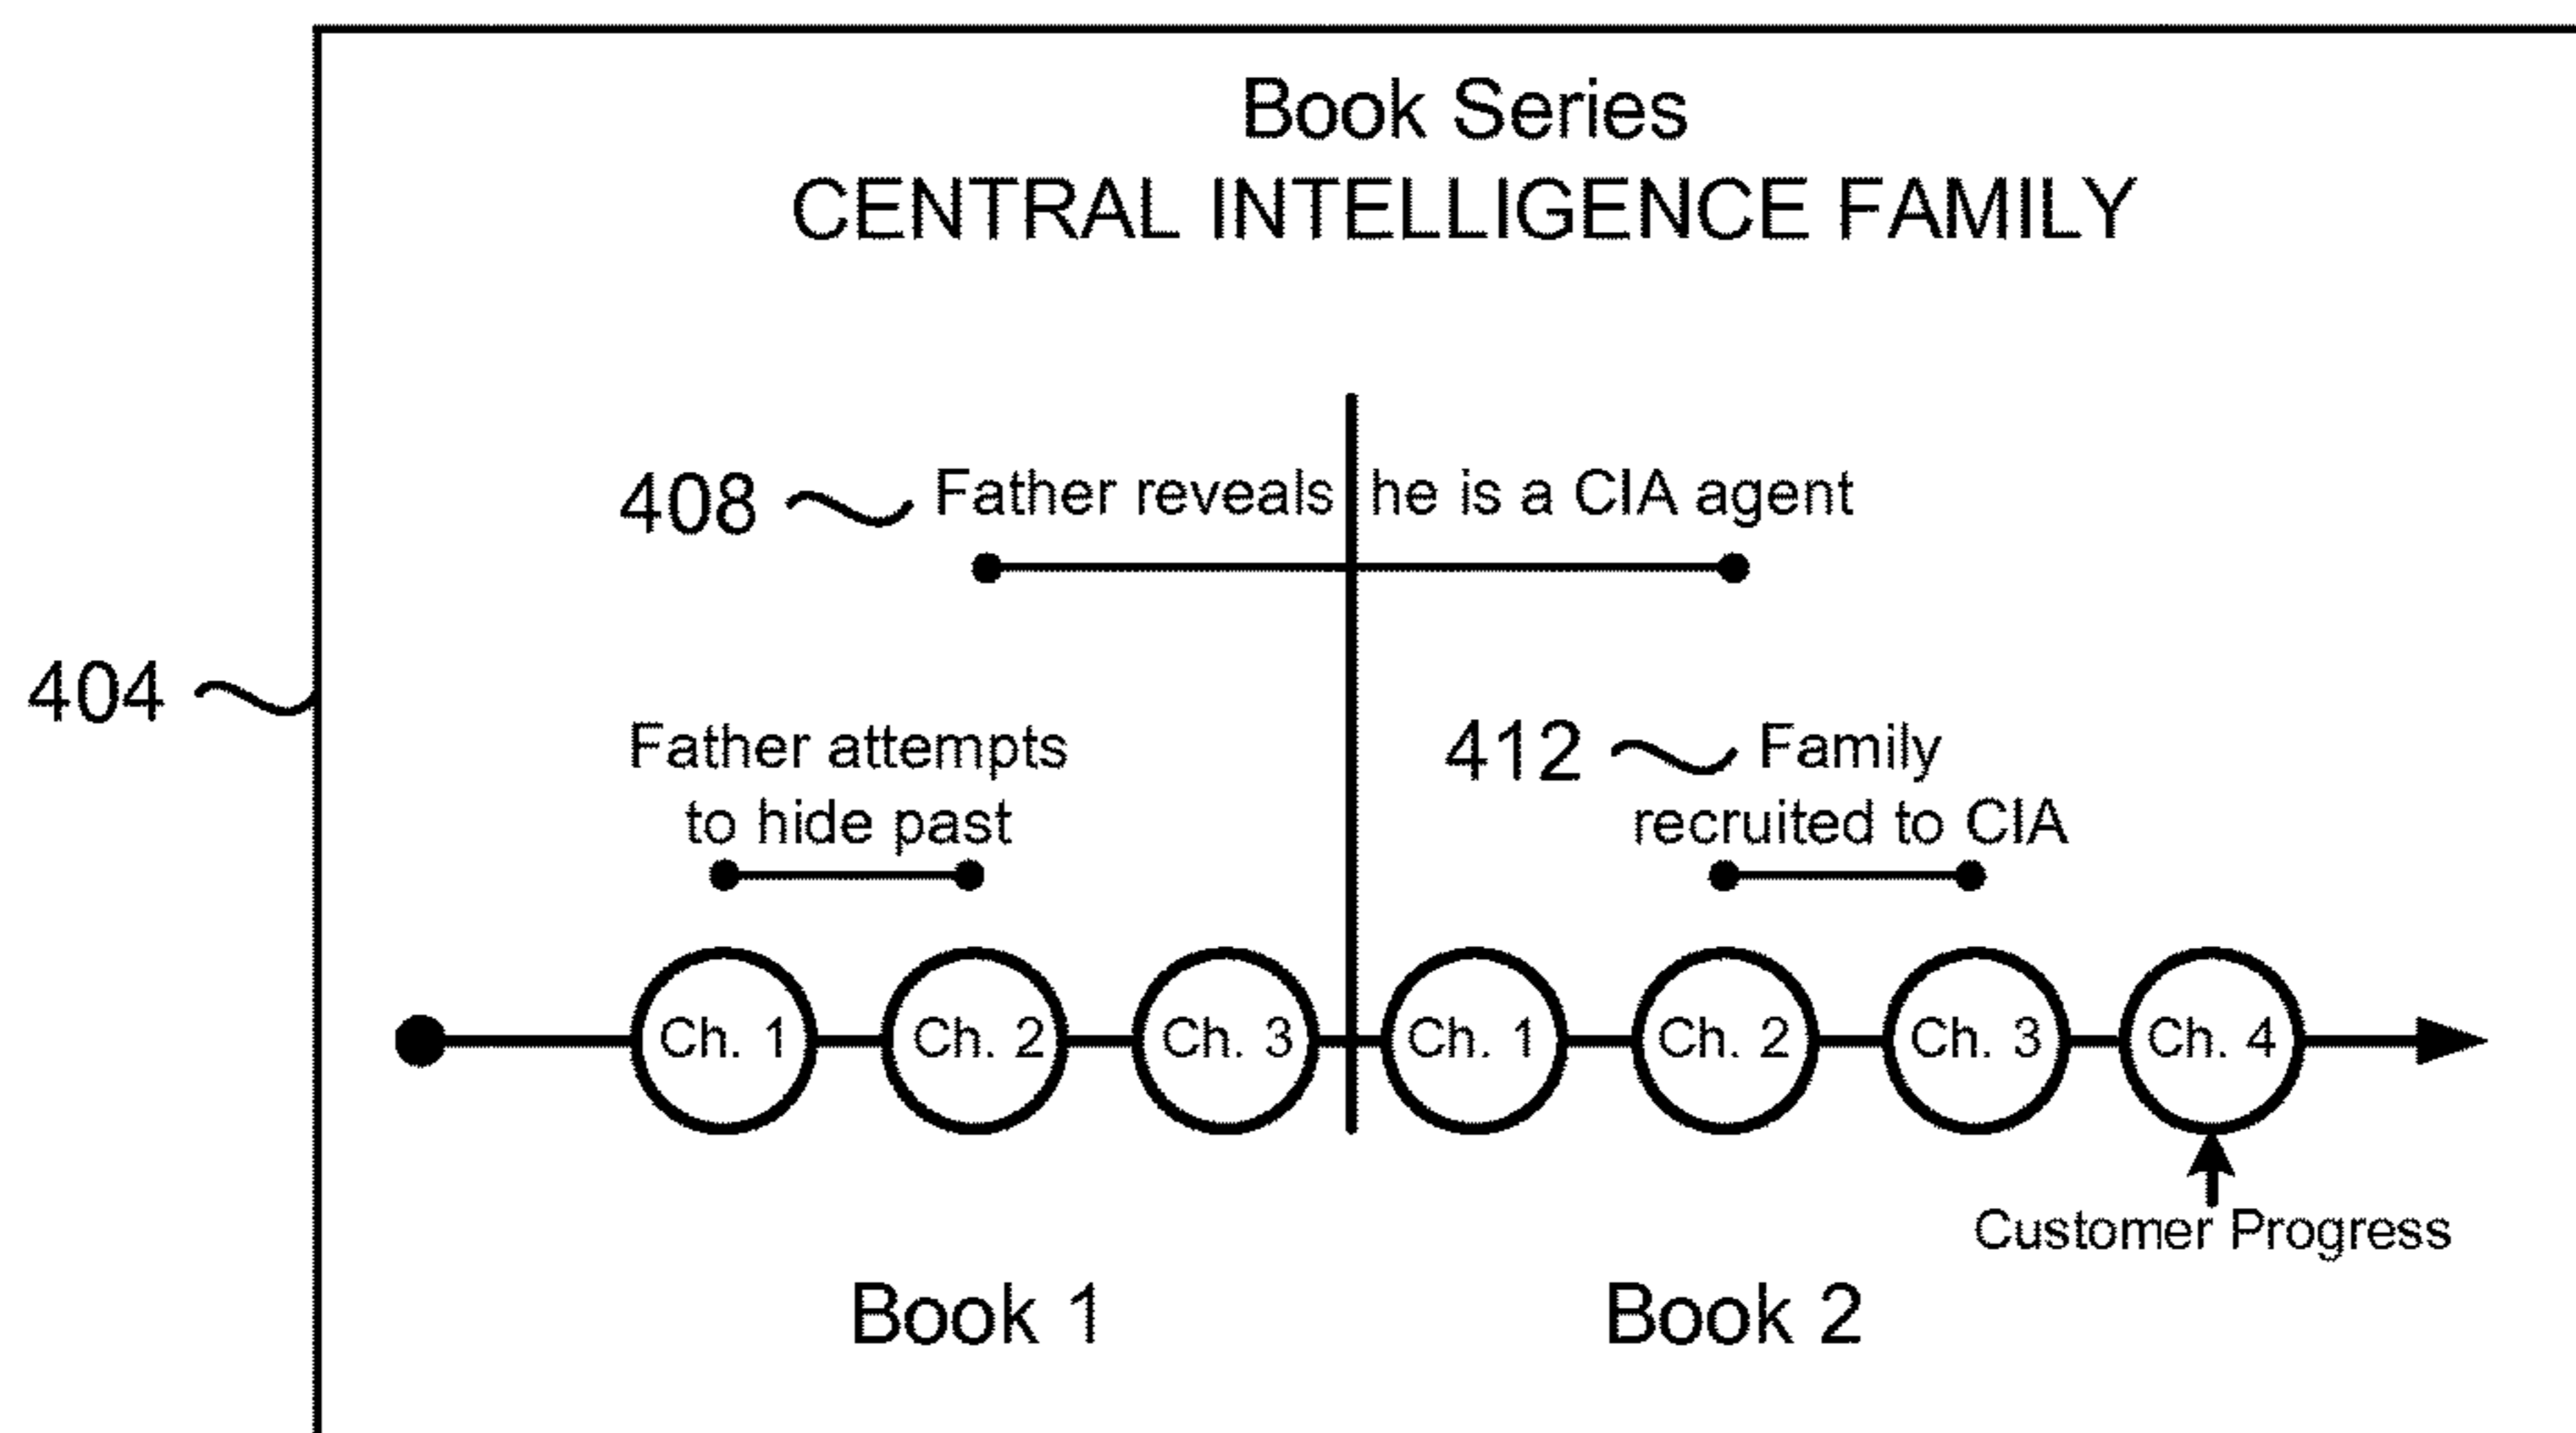 Book Series
CENTRAL INTELLIGENCE FAMILY
408 Father reveals he is a CIA agent
404
Father attempts
to hide past
412 Family
recruited to CIA
Ch. 1 Ch. 2 Ch. 3 Ch. 1 Ch. 2 Ch. 3 Ch. 4
Customer Progress
Book 1 Book 2